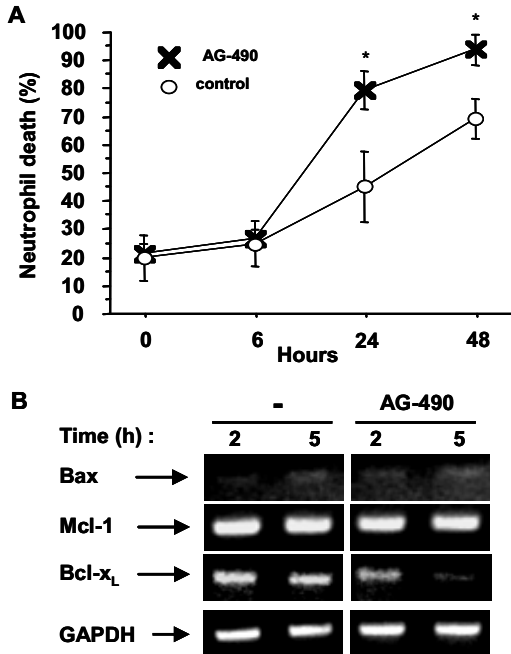 A
100
90
80
70
60
50
40
30
20
10
0
Neutrophil death (%)
AG-490
control
*
*
0 6 24 48
Hours
B
- AG-490
Time (h) : 2 5 2 5
Bax
Mcl-1
Bcl-xL
GAPDH